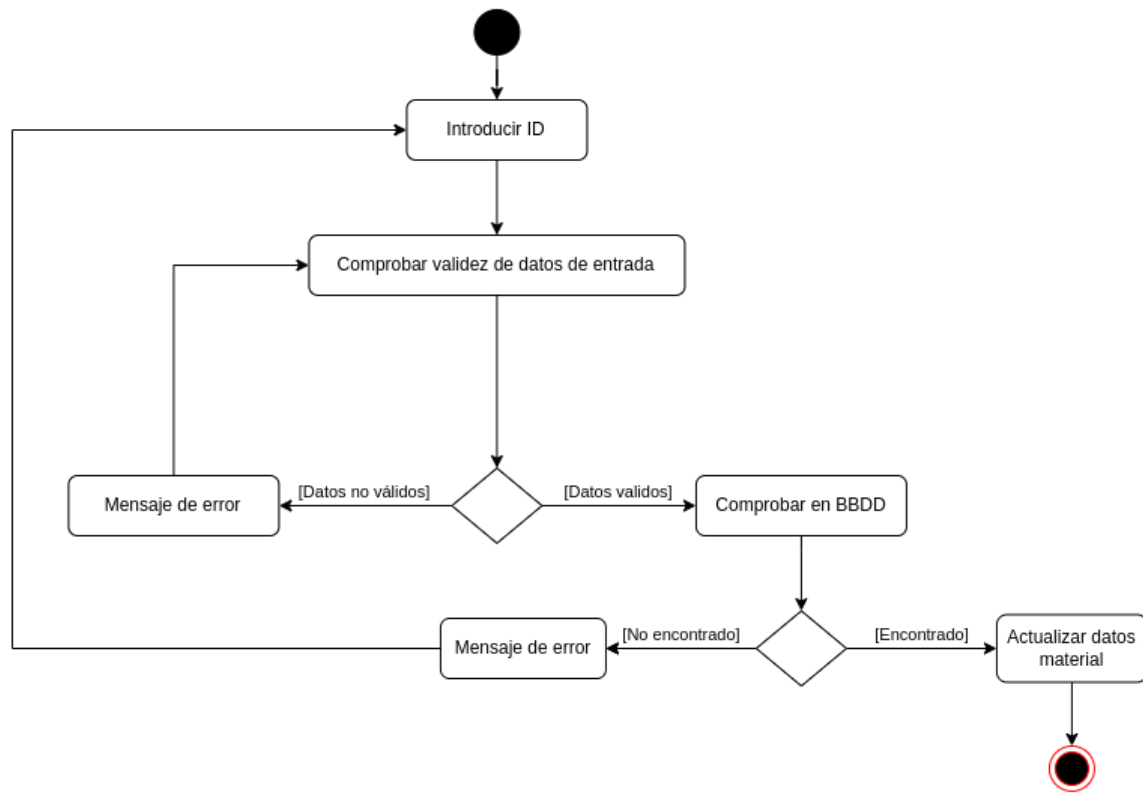 Introducir ID
Comprobar validez de datos de entrada
Mensaje de error
[Datos no válidos]
[Datos validos]
Comprobar en BBDD
Mensaje de error
[No encontrado]
[Encontrado]
Actualizar datos
material